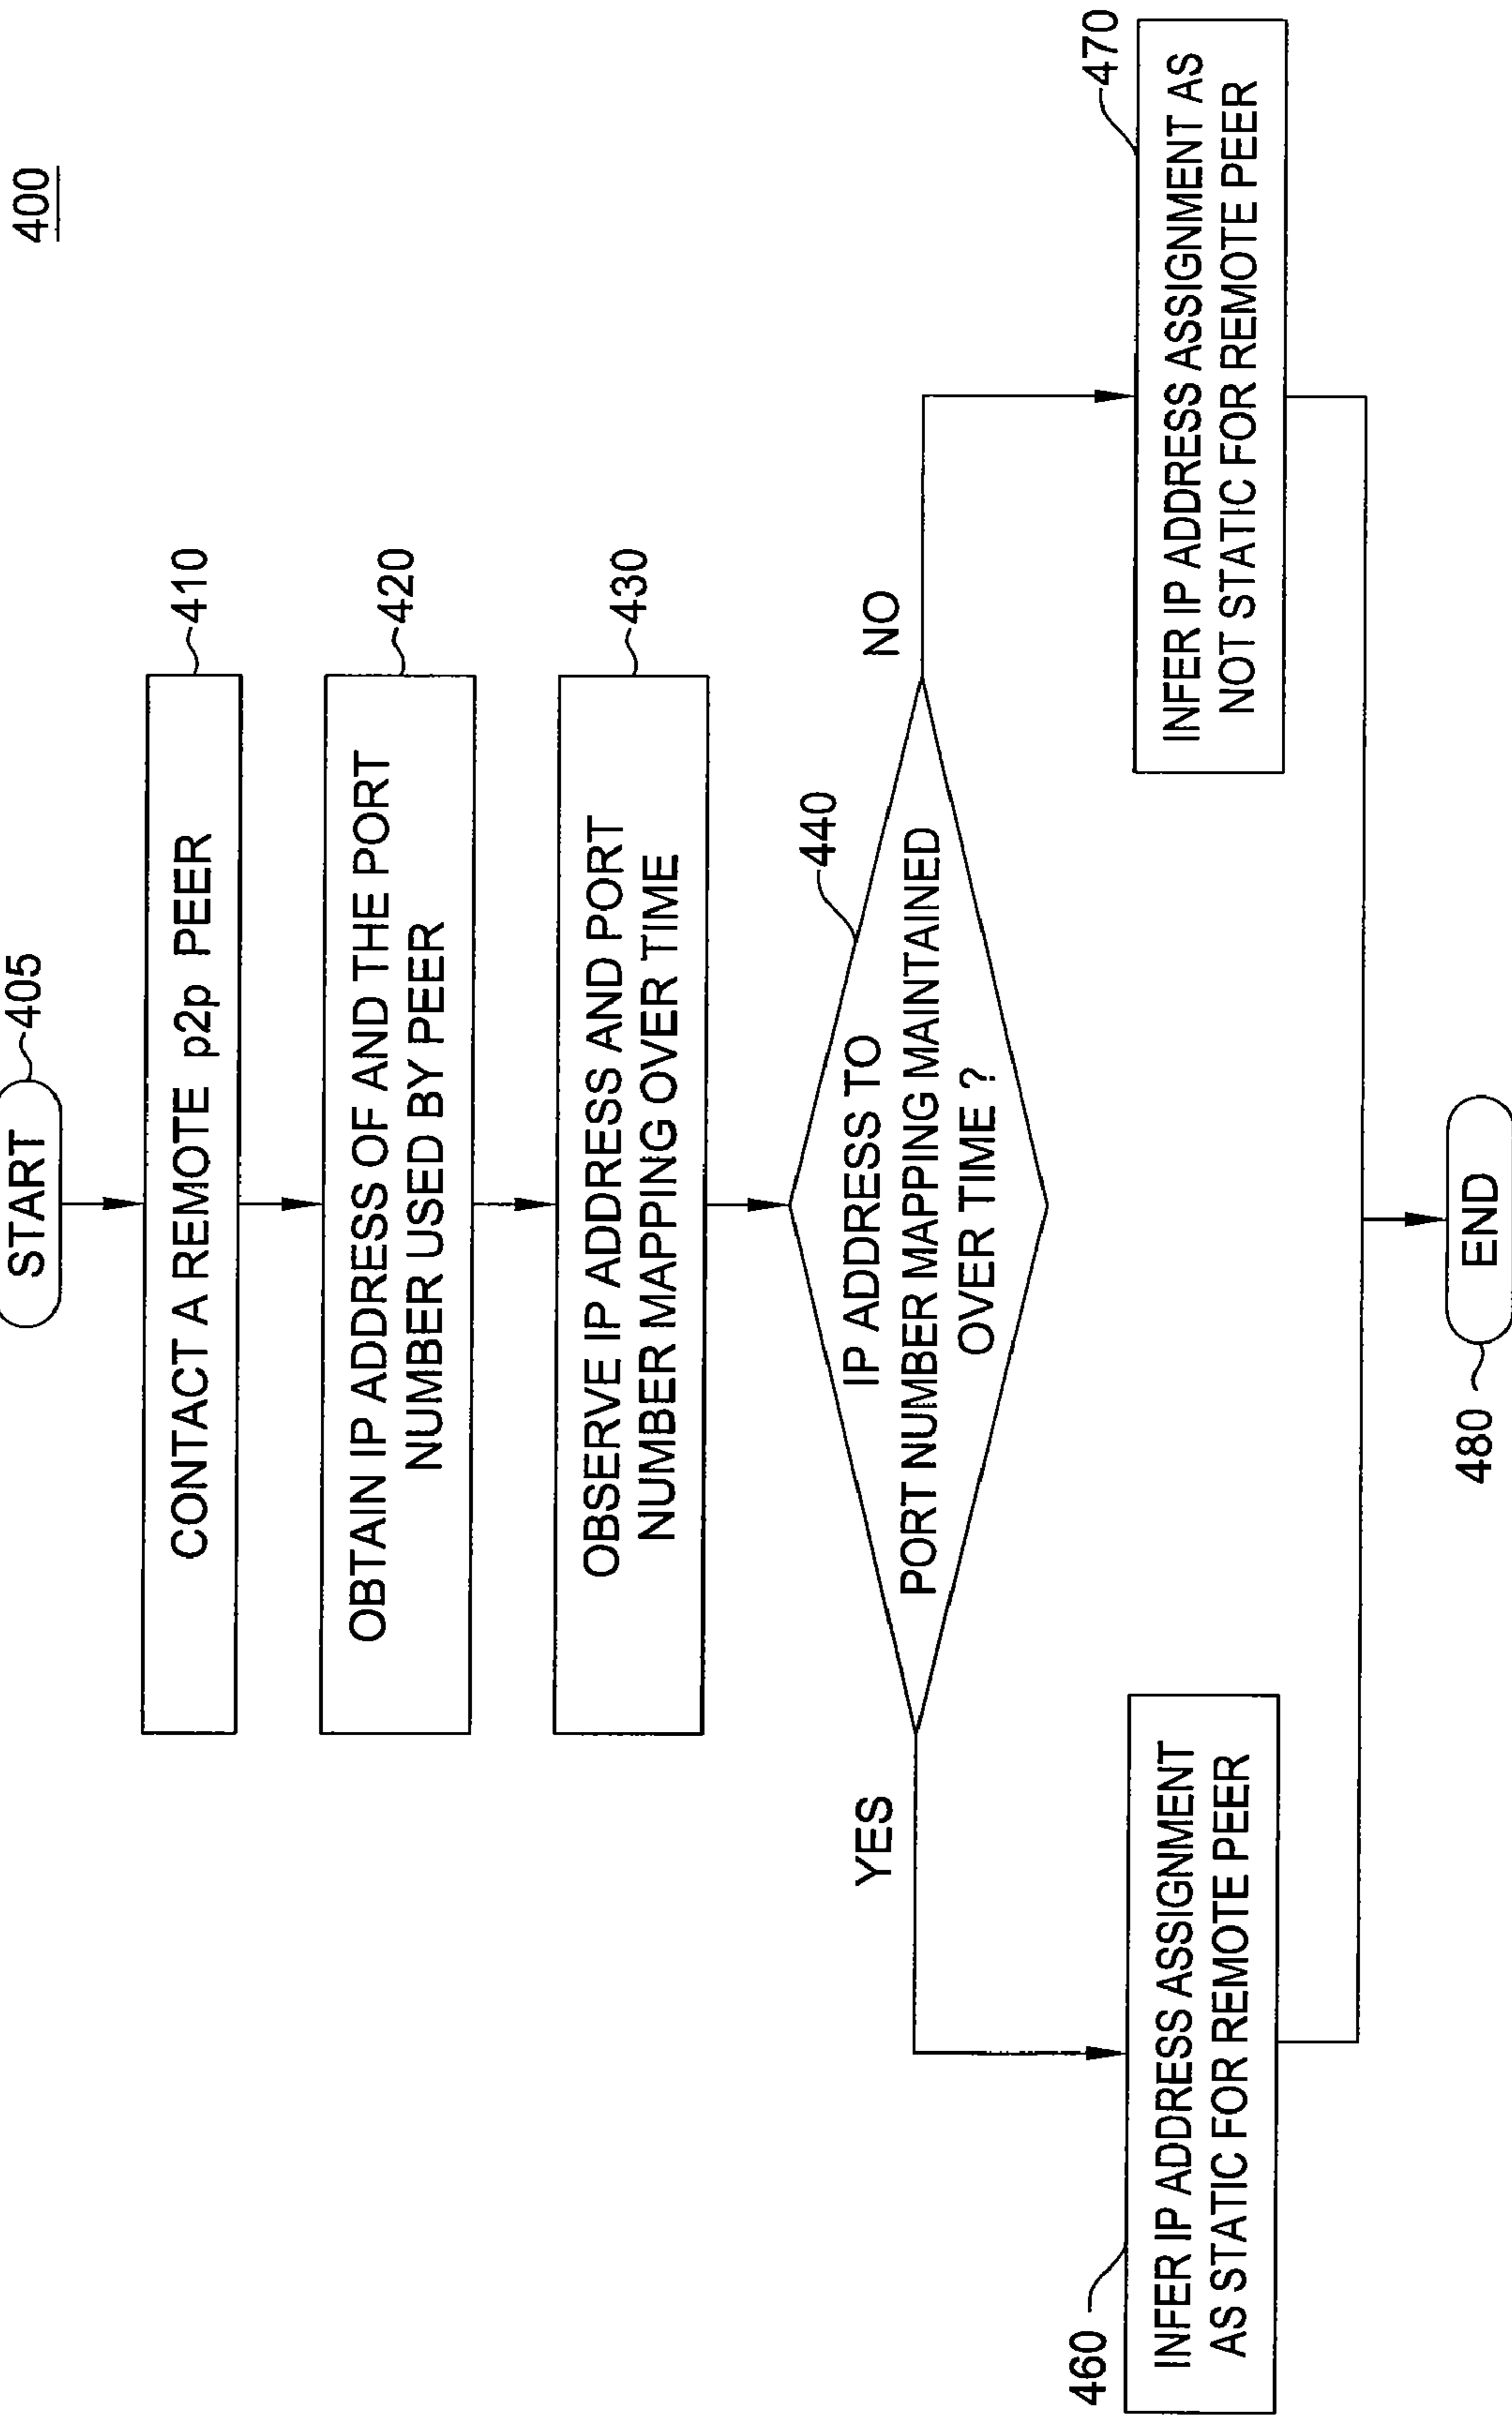 400
START
405
CONTACT A REMOTE p2p PEER
410
OBTAIN IP ADDRESS OF AND THE PORT
NUMBER USED BY PEER
420
OBSERVE IP ADDRESS AND PORT
NUMBER MAPPING OVER TIME
430
440
IP ADDRESS TO
PORT NUMBER MAPPING MAINTAINED
OVER TIME ?
YES
NO
460
INFER IP ADDRESS ASSIGNMENT
AS STATIC FOR REMOTE PEER
470
INFER IP ADDRESS ASSIGNMENT AS
NOT STATIC FOR REMOTE PEER
480
END